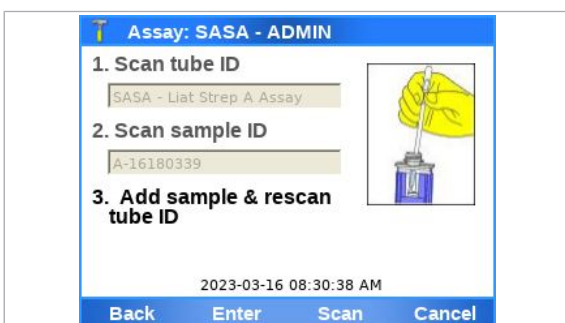 Assay: SASA - ADMIN
1. Scan tube ID
SASA - Liat Strep A Assay
2. Scan sample ID
A-16180339
3. Add sample & rescan
tube ID
2023-03-16 08:30:38 AM
Back Enter Scan Cancel